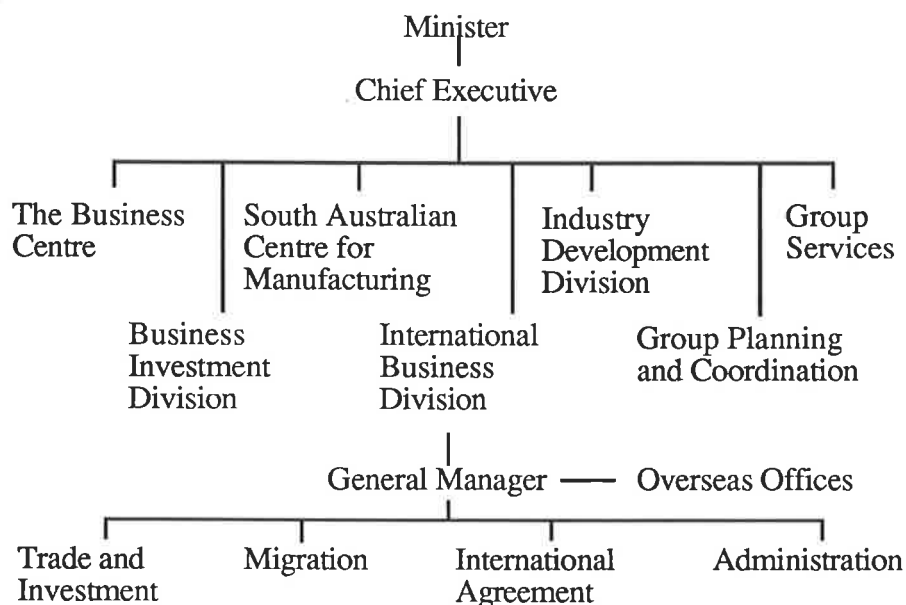 Minister
Chief Executive
The Business
Centre
South Australian
Centre for
Manufacturing
Industry
Development
Division
Group
Services
Business
Investment
Division
International
Business
Division
Group Planning
and Coordination
General Manager
Overseas Offices
Trade and
Investment
Migration
International
Agreement
Administration